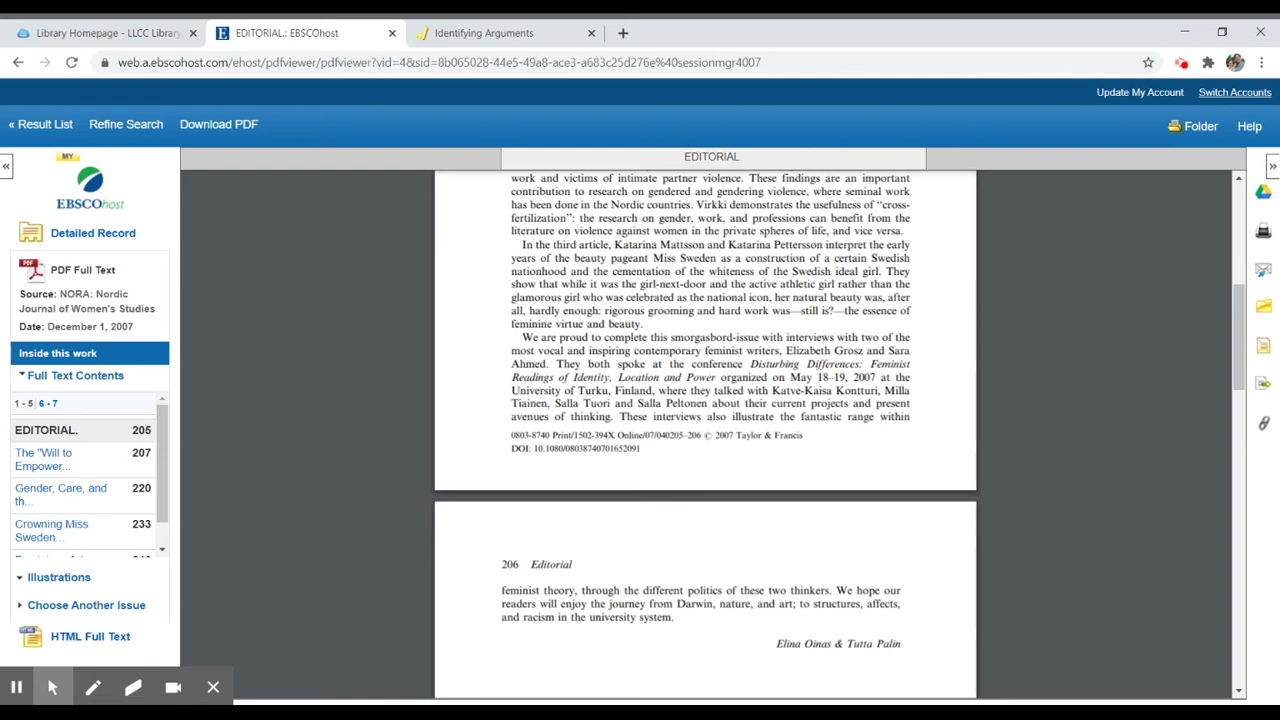 Library Homepage - LLCC Library
EDITORIAL.: EBSCOhost
Identifying Arguments
web.a.ebscohost.com/ehost/pdfviewer/pdfviewer?vid=4&sid=8b065028-44e5-49b8-ace3-a683c25d276e%40sessionmgr4007
Update My Account Switch Accounts
« Result List Refine Search Download PDF
Folder Help
MY
EBSCOhost
Detailed Record
PDF
PDF Full Text
Source: NORA: Nordic
Journal of Women's Studies
Date: December 1, 2007
Inside this work
Full Text Contents
1 - 5 | 6 - 7
EDITORIAL. 205
The "Will to 207
Empower...
Gender, Care, and 220
th...
Crowning Miss 233
Sweden...
Illustrations
Choose Another Issue
HTML Full Text
EDITORIAL.
work and victims of intimate partner violence. These findings are an important
contribution to research on gendered and gendering violence, where seminal work
has been done in the Nordic countries. Virkki demonstrates the usefulness of “cross-
fertilization”: the research on gender, work, and professions can benefit from the
literature on violence against women in the private spheres of life, and vice versa.
In the third article, Katarina Mattsson and Katarina Pettersson interpret the early
years of the beauty pageant Miss Sweden as a construction of a certain Swedish
nationhood and the cementation of the whiteness of the Swedish ideal girl. They
show that while it was the girl-next-door and the active athletic girl rather than the
glamorous girl who was celebrated as the national icon, her natural beauty was, after
all, hardly enough: rigorous grooming and hard work was—still is?—the essence of
feminine virtue and beauty.
We are proud to complete this smorgasbord-issue with interviews with two of the
most vocal and inspiring contemporary feminist writers, Elizabeth Grosz and Sara
Ahmed. They both spoke at the conference Disturbing Differences: Feminist
Readings of Identity, Location and Power organized on May 18–19, 2007 at the
University of Turku, Finland, where they talked with Katve-Kaisa Kontturi, Milla
Tiainen, Salla Tuori and Salla Peltonen about their current projects and present
avenues of thinking. These interviews also illustrate the fantastic range within
0803-8740 Print/1502-394X Online/07/040205–206 © 2007 Taylor & Francis
DOI: 10.1080/08038740701652091
206 Editorial
feminist theory, through the different politics of these two thinkers. We hope our
readers will enjoy the journey from Darwin, nature, and art; to structures, affects,
and racism in the university system.
Elina Oinas & Tutta Palin